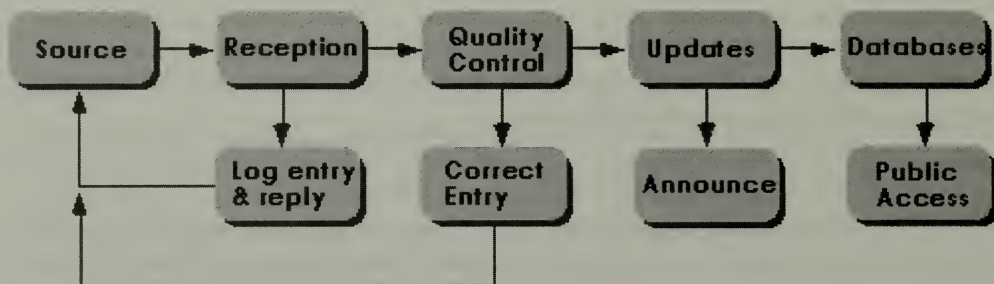 Source
Reception
Quality
Control
Updates
Databases
Log entry
& reply
Correct
Entry
Announce
Public
Access